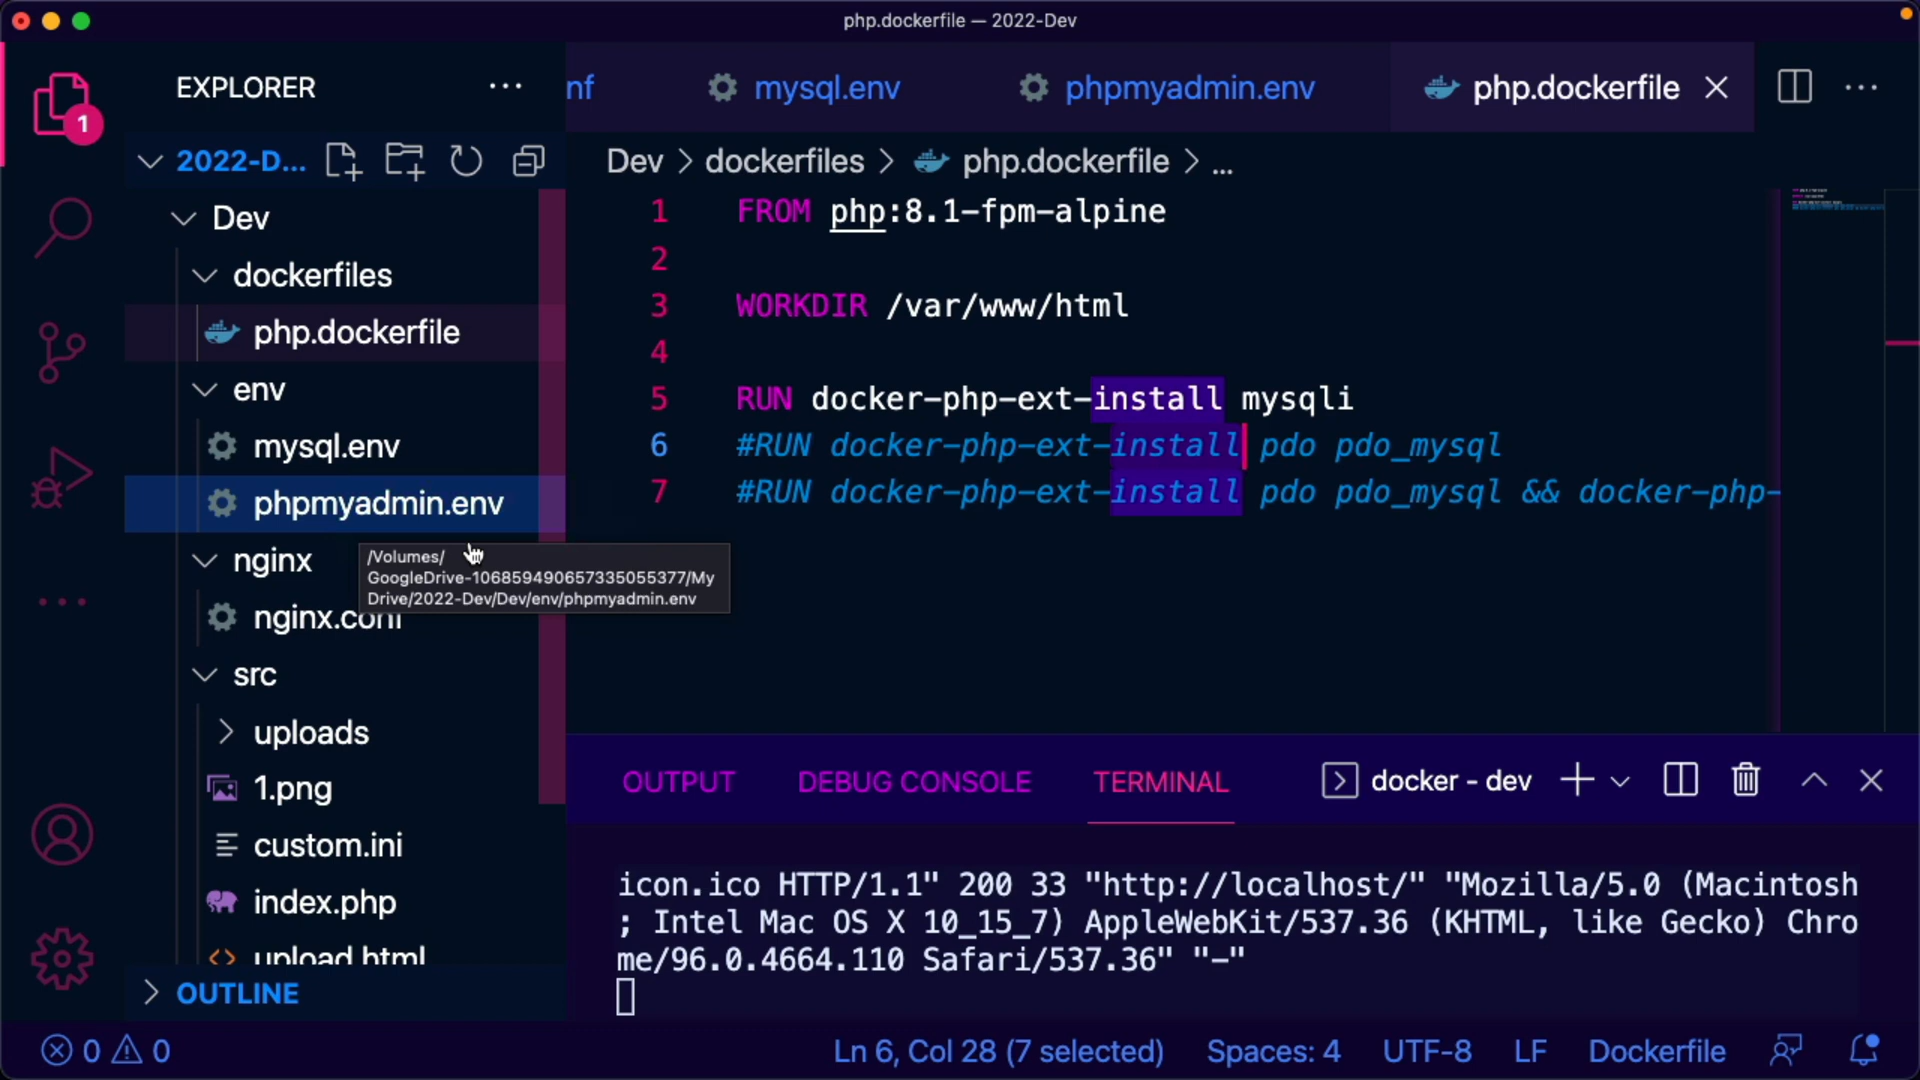 php.dockerfile — 2022-Dev
EXPLORER
nf
mysql.env
phpmyadmin.env
php.dockerfile
1
2022-D...
Dev > dockerfiles > php.dockerfile > ...
Dev
dockerfiles
php.dockerfile
env
mysql.env
phpmyadmin.env
nginx
nginx.conf
src
uploads
1.png
custom.ini
index.php
upload.html
OUTLINE
/Volumes/
GoogleDrive-106859490657335055377/My
Drive/2022-Dev/Dev/env/phpmyadmin.env
1 FROM php:8.1-fpm-alpine
2
3 WORKDIR /var/www/html
4
5 RUN docker-php-ext-install mysqli
6 #RUN docker-php-ext-install pdo pdo_mysql
7 #RUN docker-php-ext-install pdo pdo_mysql && docker-php-
OUTPUT
DEBUG CONSOLE
TERMINAL
docker - dev
icon.ico HTTP/1.1" 200 33 "http://localhost/" "Mozilla/5.0 (Macintosh
; Intel Mac OS X 10_15_7) AppleWebKit/537.36 (KHTML, like Gecko) Chro
me/96.0.4664.110 Safari/537.36" "-"
0 0
Ln 6, Col 28 (7 selected)
Spaces: 4
UTF-8
LF
Dockerfile